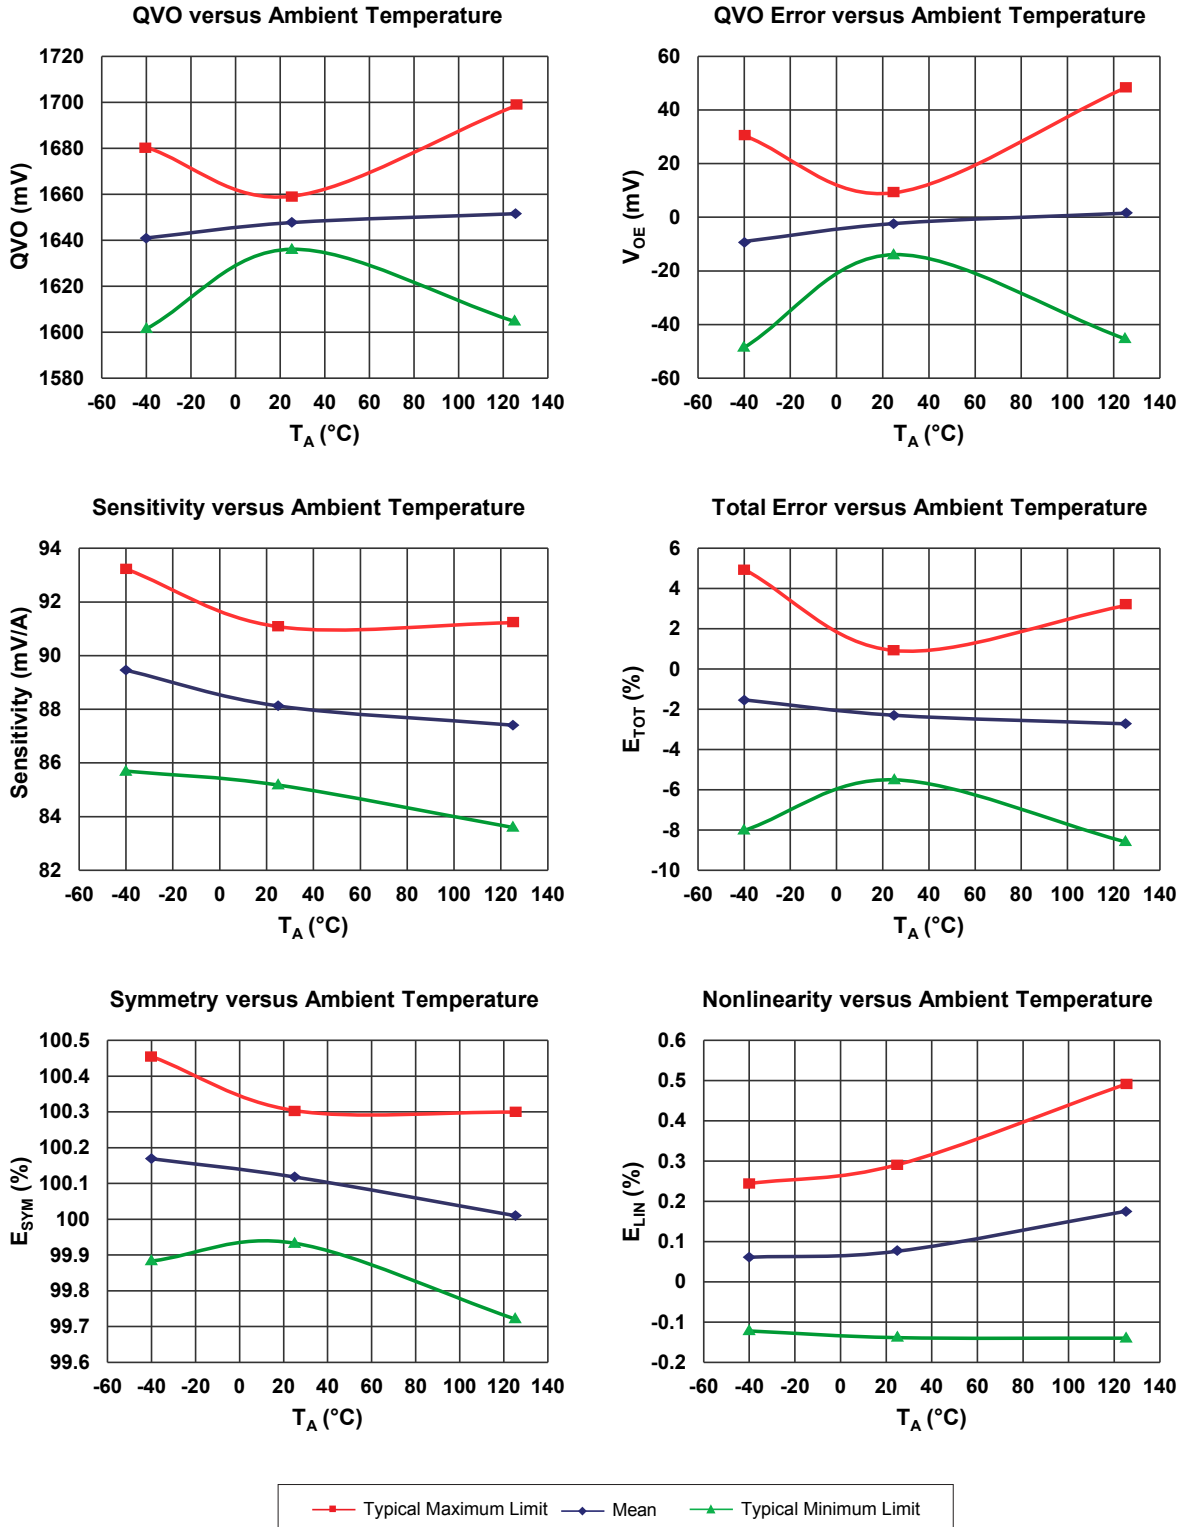 QVO versus Ambient Temperature
1720
1700
1680
1660
1640
1620
1600
1580
QVO (mV)
-60 -40 -20 0 20 40 60 80 100 120 140
TA (°C)
QVO Error versus Ambient Temperature
60
40
20
0
-20
-40
-60
VOE (mV)
-60 -40 -20 0 20 40 60 80 100 120 140
TA (°C)
Sensitivity versus Ambient Temperature
94
92
90
88
86
84
82
Sensitivity (mV/A)
-60 -40 -20 0 20 40 60 80 100 120 140
TA (°C)
Total Error versus Ambient Temperature
6
4
2
0
-2
-4
-6
-8
-10
ETOT (%)
-60 -40 -20 0 20 40 60 80 100 120 140
TA (°C)
Symmetry versus Ambient Temperature
100.5
100.4
100.3
100.2
100.1
100
99.9
99.8
99.7
99.6
ESYM (%)
-60 -40 -20 0 20 40 60 80 100 120 140
TA (°C)
Nonlinearity versus Ambient Temperature
0.6
0.5
0.4
0.3
0.2
0.1
0
-0.1
-0.2
ELIN (%)
-60 -40 -20 0 20 40 60 80 100 120 140
TA (°C)
Typical Maximum Limit Mean Typical Minimum Limit